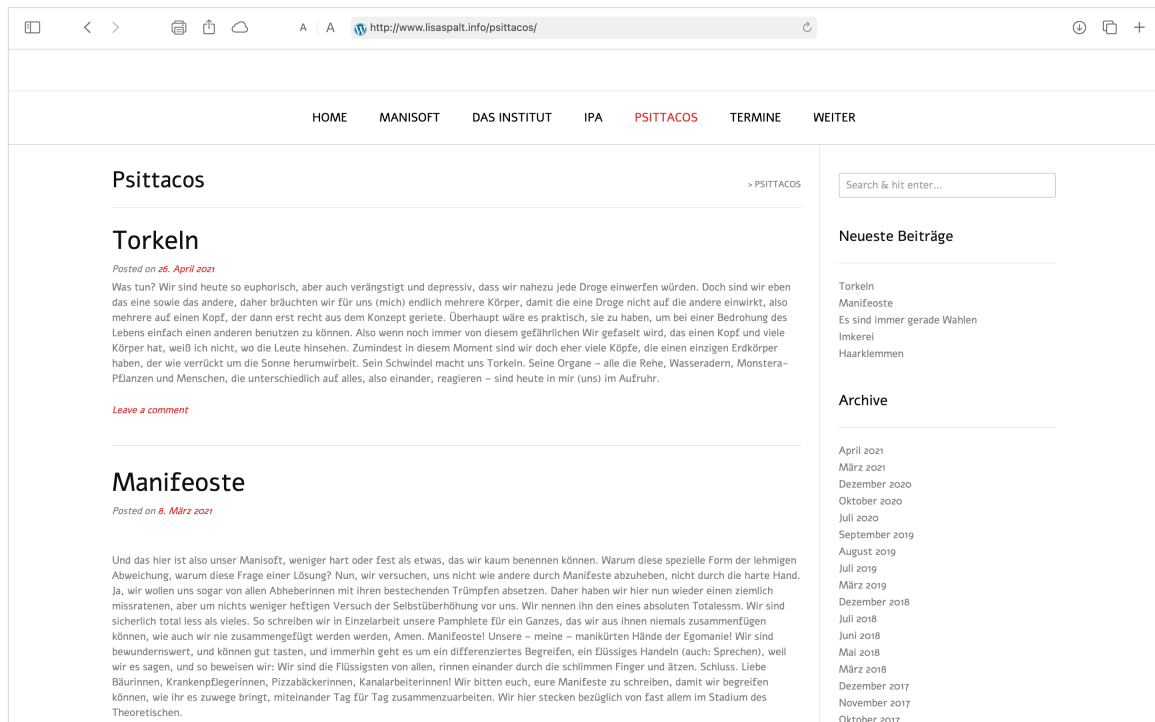 A A http://www.lisaspalt.info/psittacos/
HOME MANISOFT DAS INSTITUT IPA PSITTACOS TERMINE WEITER
Psittacos
> PSITTACOS
Torkeln
Posted on 26. April 2021
Was tun? Wir sind heute so euphorisch, aber auch verängstigt und depressiv, dass wir nahezu jede Droge einwerfen würden. Doch sind wir eben
das eine sowie das andere, daher bräuchten wir für uns (mich) endlich mehrere Körper, damit die eine Droge nicht auf die andere einwirkt, also
mehrere auf einen Kopf, der dann erst recht aus dem Konzept geriete. Überhaupt wäre es praktisch, sie zu haben, um bei einer Bedrohung des
Lebens einfach einen anderen benutzen zu können. Also wenn noch immer von diesem gefährlichen Wir gefaselt wird, das einen Kopf und viele
Körper hat, weiß ich nicht, wo die Leute hinsehen. Zumindest in diesem Moment sind wir doch eher viele Köpfe, die einen einzigen Erdkörper
haben, der wie verrückt um die Sonne herumwirbelt. Sein Schwindel macht uns Torkeln. Seine Organe – alle die Rehe, Wasseradern, Monstera-
Pflanzen und Menschen, die unterschiedlich auf alles, also einander, reagieren – sind heute in mir (uns) im Aufruhr.
Leave a comment
Manifeoste
Posted on 8. März 2021
Und das hier ist also unser Manisoft, weniger hart oder fest als etwas, das wir kaum benennen können. Warum diese spezielle Form der lehmigen
Abweichung, warum diese Frage einer Lösung? Nun, wir versuchen, uns nicht wie andere durch Manifeste abzuheben, nicht durch die harte Hand.
Ja, wir wollen uns sogar von allen Abheberinnen mit ihren bestechenden Trümpfen absetzen. Daher haben wir hier nun wieder einen ziemlich
missratenen, aber um nichts weniger heftigen Versuch der Selbstüberhöhung vor uns. Wir nennen ihn den eines absoluten Totalessm. Wir sind
sicherlich total less als vieles. So schreiben wir in Einzelarbeit unsere Pamphlete für ein Ganzes, das wir aus ihnen niemals zusammenfügen
können, wie auch wir nie zusammengefügt werden werden, Amen. Manifeoste! Unsere – meine – manikürten Hände der Egomanie! Wir sind
bewundernswert, und können gut tasten, und immerhin geht es um ein differenziertes Begreifen, ein flüssiges Handeln (auch: Sprechen), weil
wir es sagen, und so beweisen wir: Wir sind die Flüssigsten von allen, rinnen einander durch die schlimmen Finger und ätzen. Schluss. Liebe
Bäurinnen, Krankenpflegerinnen, Pizzabäckerinnen, Kanalarbeiterinnen! Wir bitten euch, eure Manifeste zu schreiben, damit wir begreifen
können, wie ihr es zuwege bringt, miteinander Tag für Tag zusammenzuarbeiten. Wir hier stecken bezüglich von fast allem im Stadium des
Theoretischen.
Search & hit enter...
Neueste Beiträge
Torkeln
Manifeoste
Es sind immer gerade Wahlen
Imkerei
Haarklemmen
Archive
April 2021
März 2021
Dezember 2020
Oktober 2020
Juli 2020
September 2019
August 2019
Juli 2019
März 2019
Dezember 2018
Juli 2018
Juni 2018
Mai 2018
März 2018
Dezember 2017
November 2017
Oktober 2017